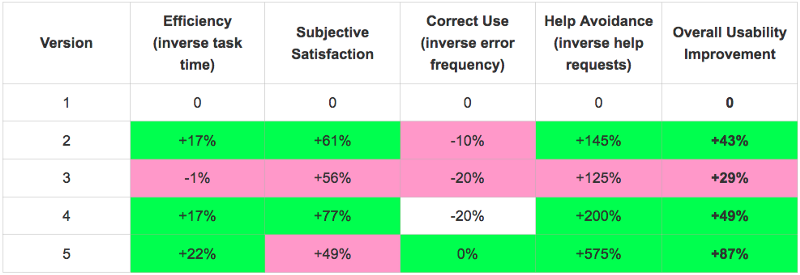 Version
Efficiency
(inverse task
time)
Subjective
Satisfaction
Correct Use
(inverse error
frequency)
Help Avoidance
(inverse help
requests)
Overall Usability
Improvement
1 0 0 0 0 0
2 +17% +61% -10% +145% +43%
3 -1% +56% -20% +125% +29%
4 +17% +77% -20% +200% +49%
5 +22% +49% 0% +575% +87%